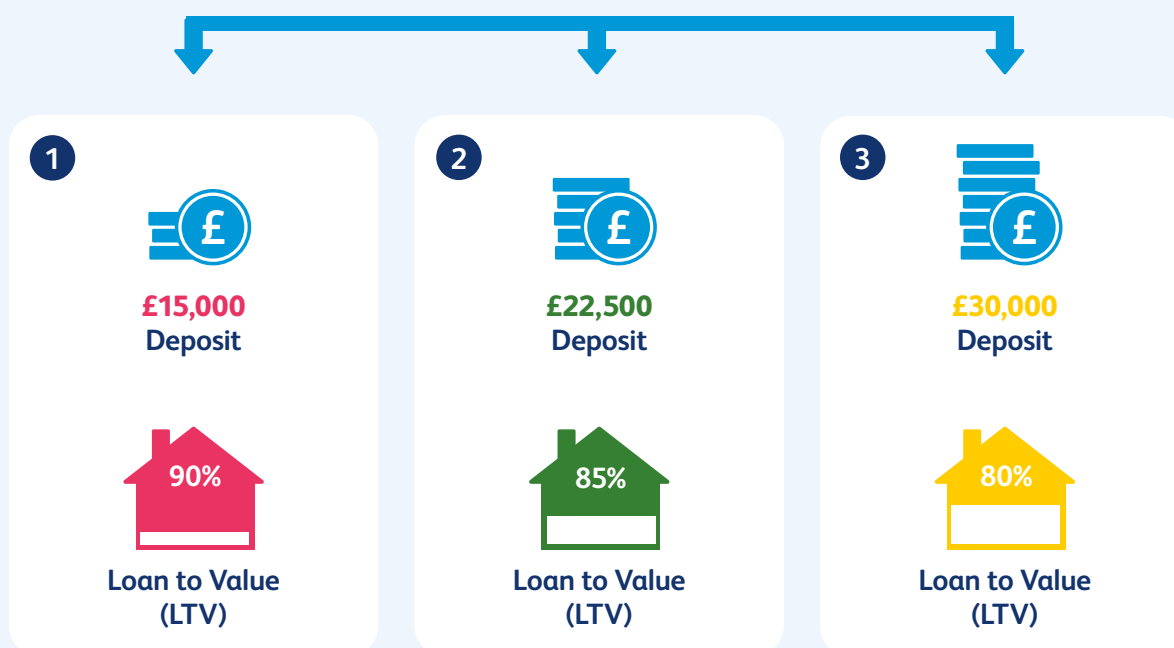 1
£
£15,000
Deposit
90%
Loan to Value
(LTV)
2
£
£22,500
Deposit
85%
Loan to Value
(LTV)
3
£
£30,000
Deposit
80%
Loan to Value
(LTV)